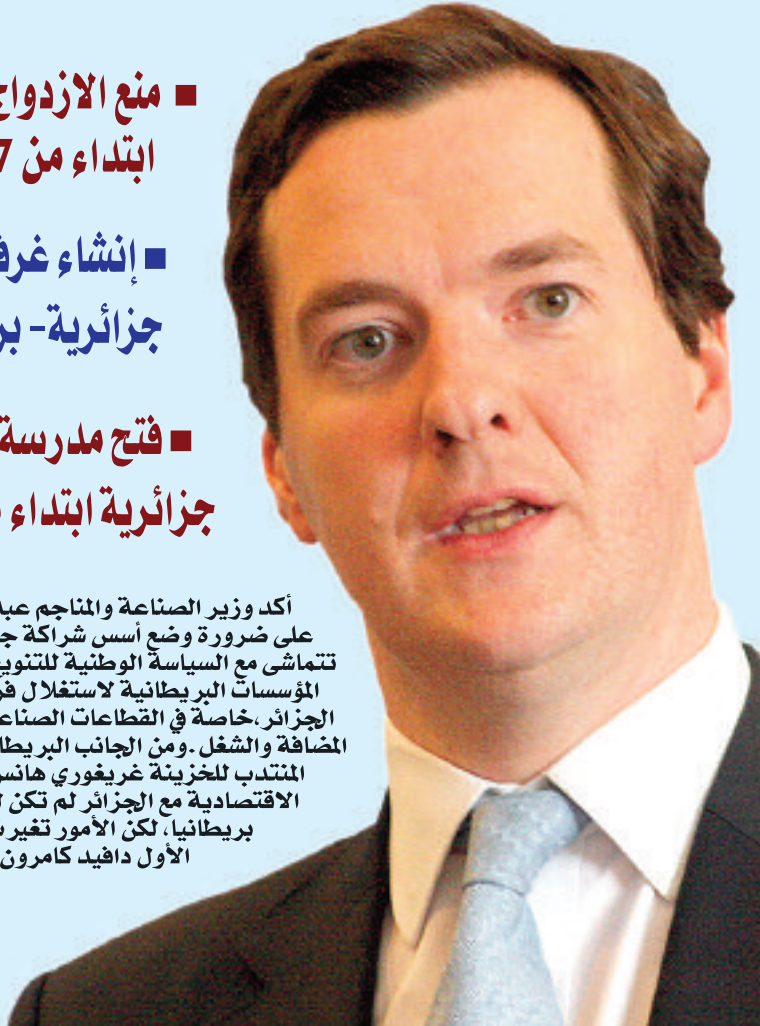 ■ منع الازدواج
ابتداء من 7
■ إنشاء غرف
جزائرية- بر
■ فتح مدرسة
جزائرية ابتداء
أكد وزير الصناعة والمناجم عبد
على ضرورة وضع أسس شراكة ج
تتماشى مع السياسة الوطنية للتنويع
المؤسسات البريطانية لاستغلال فر
الجزائر،خاصة في القطاعات الصناع
المضافة والشغل .ومن الجانب البريطا
المنتدب للخزينة غريغوري هانس
الاقتصادية مع الجزائر لم تكن
بريطانيا، لكن الأمور تغير
الأول دافيد كامرون